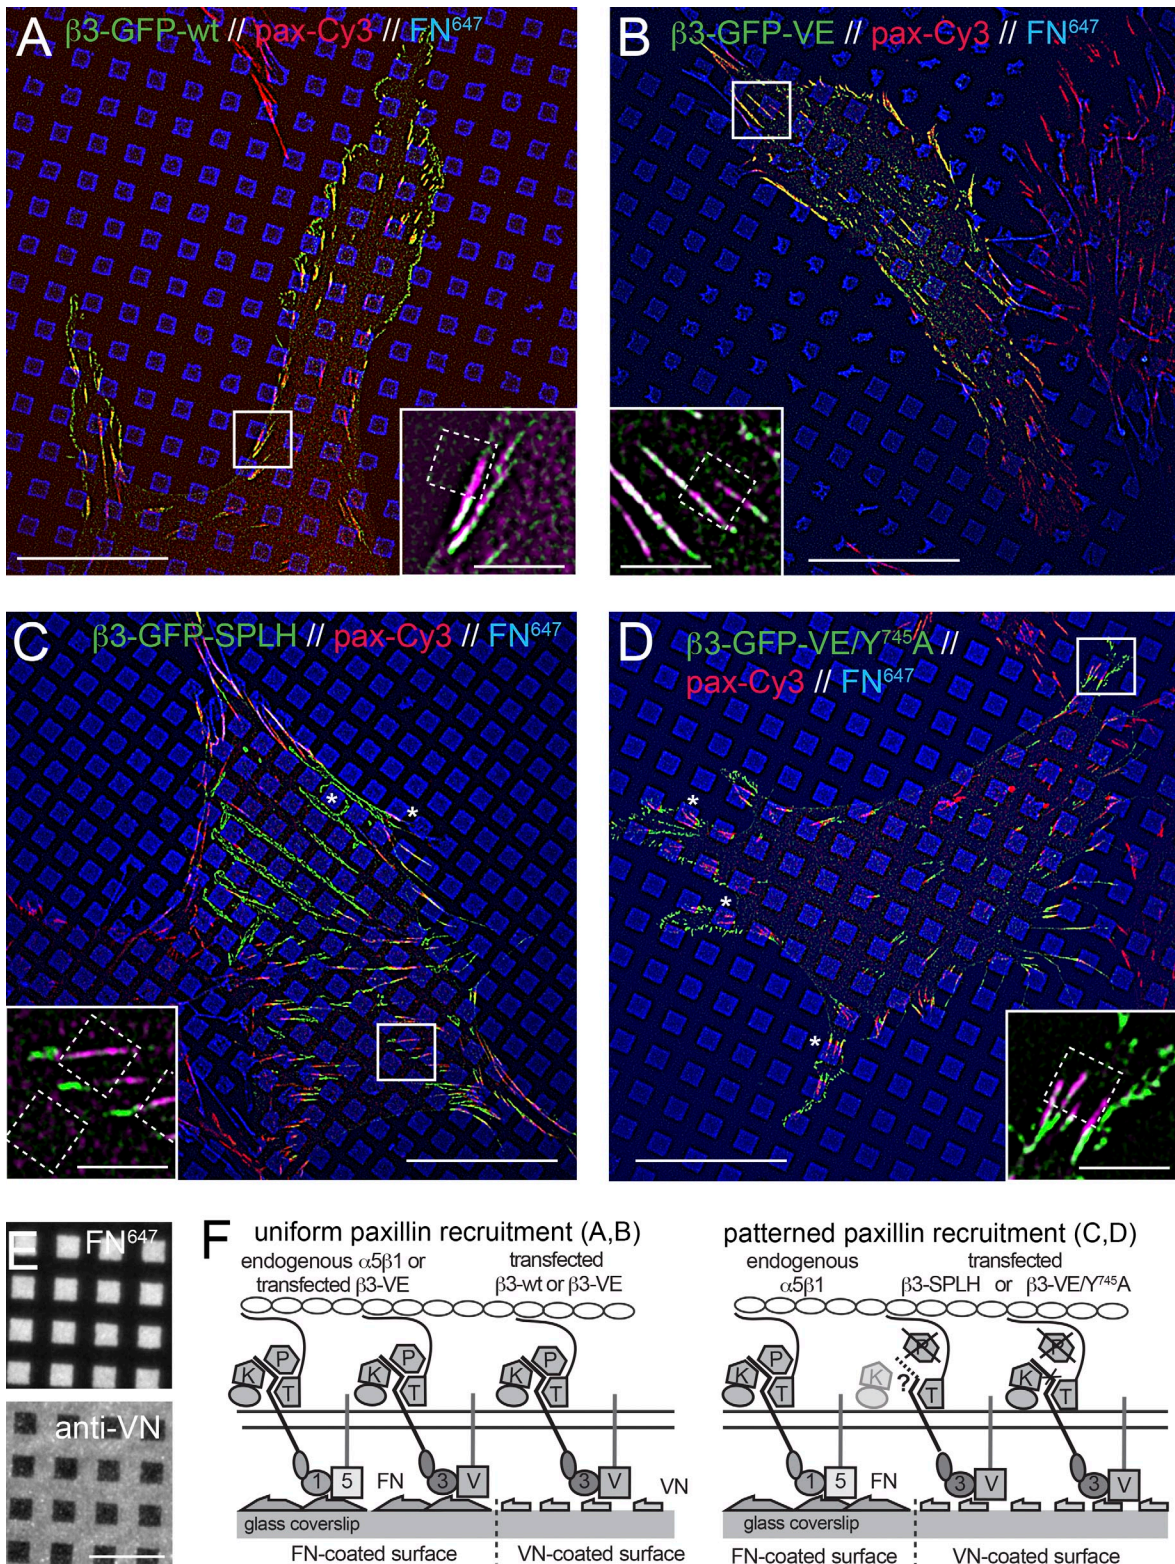 A β3-GFP-wt // pax-Cy3 // FN⁶⁴⁷
B β3-GFP-VE // pax-Cy3 // FN⁶⁴⁷
C β3-GFP-SPLH // pax-Cy3 // FN⁶⁴⁷
D β3-GFP-VE/Y⁷⁴⁵A //
pax-Cy3 // FN⁶⁴⁷
*
*
*
*
*
E FN⁶⁴⁷
anti-VN
F uniform paxillin recruitment (A,B)
endogenous α5β1 or
transfected β3-VE
transfected
β3-wt or β3-VE
K P T
P T
K P T
1 5 FN 3 V 3 V VN
glass coverslip
FN-coated surface VN-coated surface
patterned paxillin recruitment (C,D)
endogenous
α5β1
transfected
β3-SPLH or β3-VE/Y⁷⁴⁵A
K P T
K ? P T
K P T
1 5 FN 3 V 3 V
glass coverslip
FN-coated surface VN-coated surface